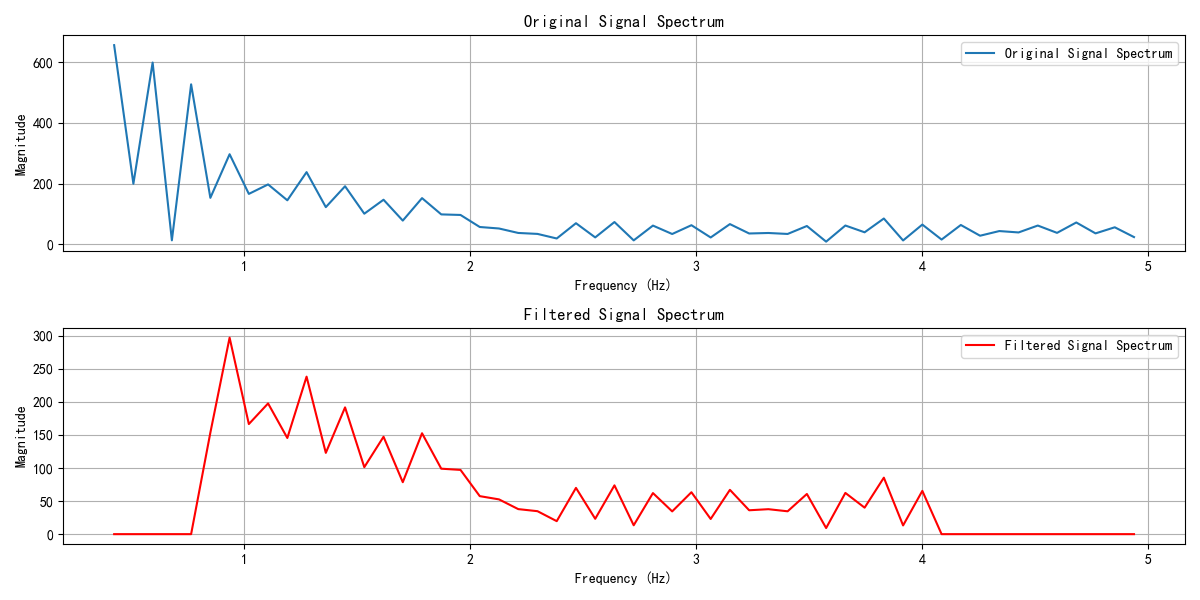 Original Signal Spectrum
Original Signal Spectrum
Magnitude
600
400
200
0
1
2
3
4
5
Frequency (Hz)
Filtered Signal Spectrum
Filtered Signal Spectrum
Magnitude
300
250
200
150
100
50
0
1
2
3
4
5
Frequency (Hz)